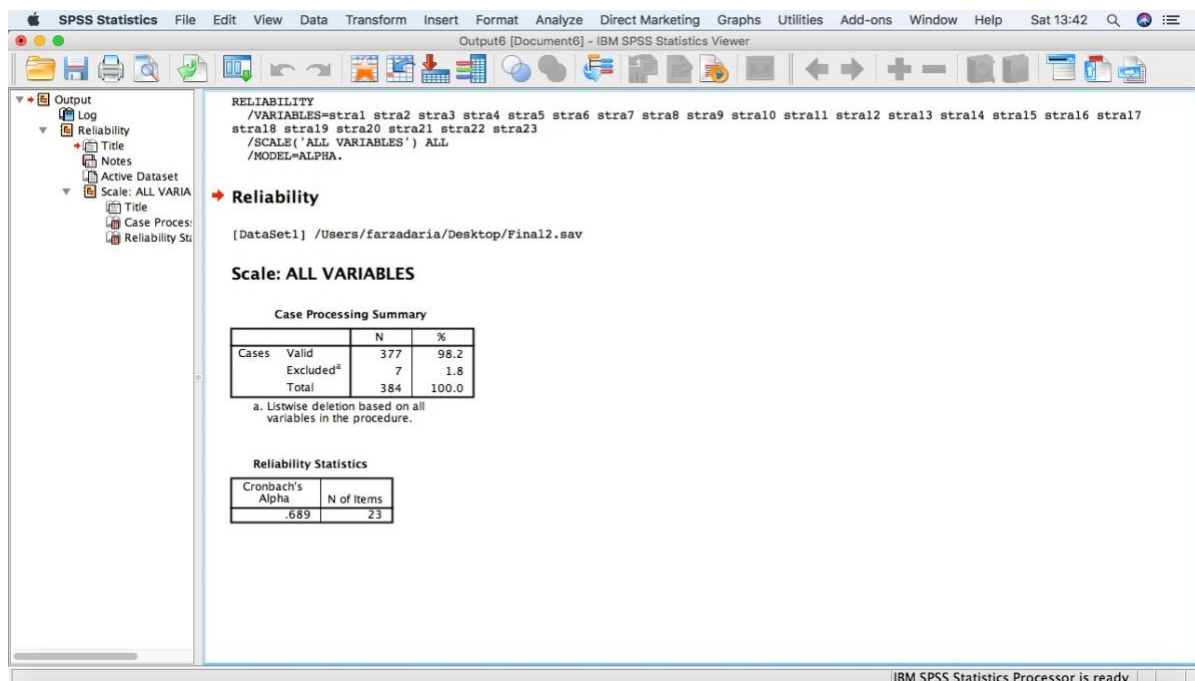 SPSS Statistics File Edit View Data Transform Insert Format Analyze Direct Marketing Graphs Utilities Add-ons Window Help Sat 13:42
Output6 [Document6] - IBM SPSS Statistics Viewer
Output
Log
Reliability
Title
Notes
Active Dataset
Scale: ALL VARIA
Title
Case Process
Reliability Sta
RELIABILITY
/VARIABLES=stra1 stra2 stra3 stra4 stra5 stra6 stra7 stra8 stra9 stra10 stra11 stra12 stra13 stra14 stra15 stra16 stra17
stra18 stra19 stra20 stra21 stra22 stra23
/SCALE('ALL VARIABLES') ALL
/MODEL=ALPHA.
Reliability
[DataSet1] /Users/farzadaria/Desktop/Final2.sav
Scale: ALL VARIABLES
Case Processing Summary
N %
Cases Valid 377 98.2
Excludedᵃ 7 1.8
Total 384 100.0
a. Listwise deletion based on all
variables in the procedure.
Reliability Statistics
Cronbach's
Alpha N of Items
.689 23
IBM SPSS Statistics Processor is ready